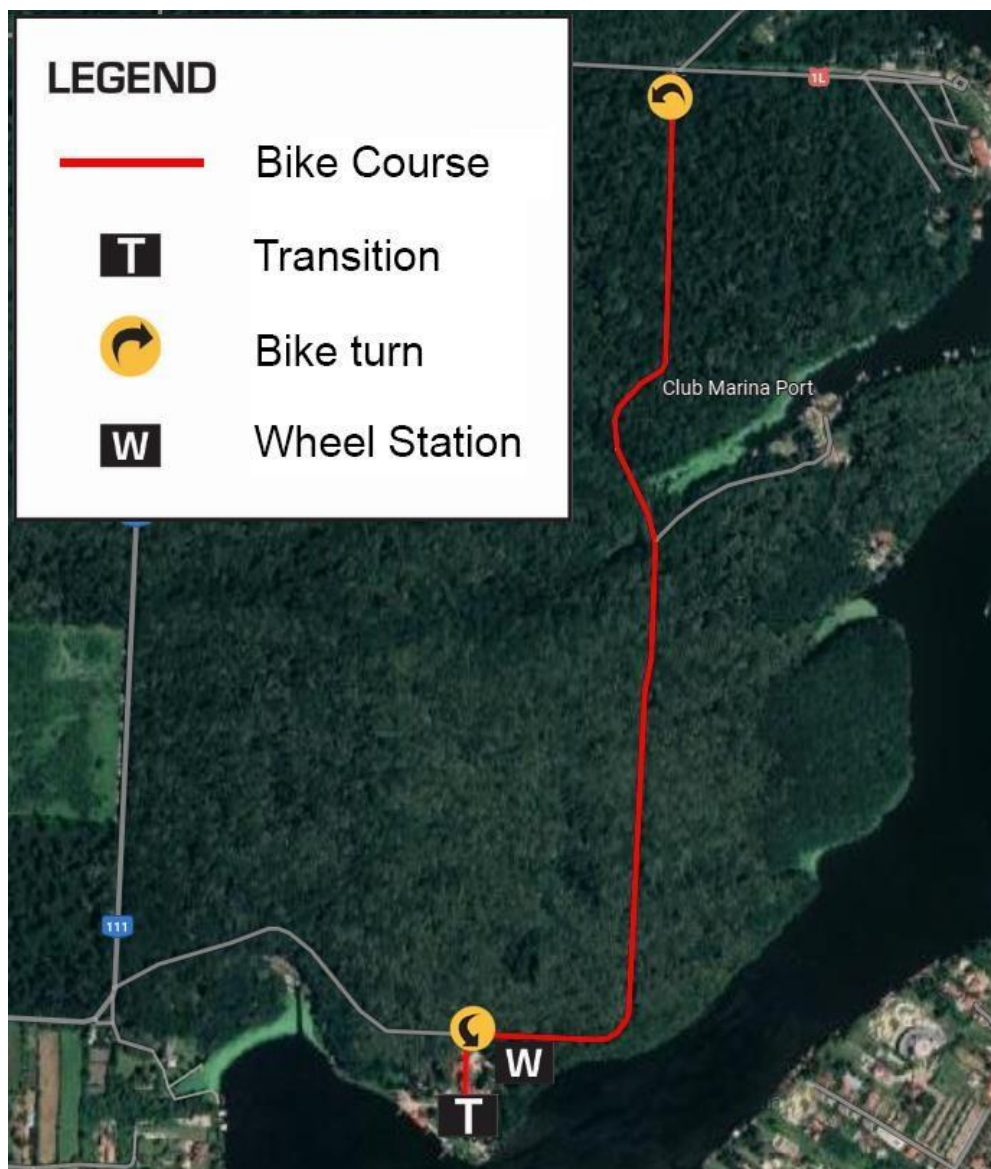 LEGEND
Bike Course
T
Transition
Bike turn
W
Wheel Station
1L
Club Marina Port
111
W
T